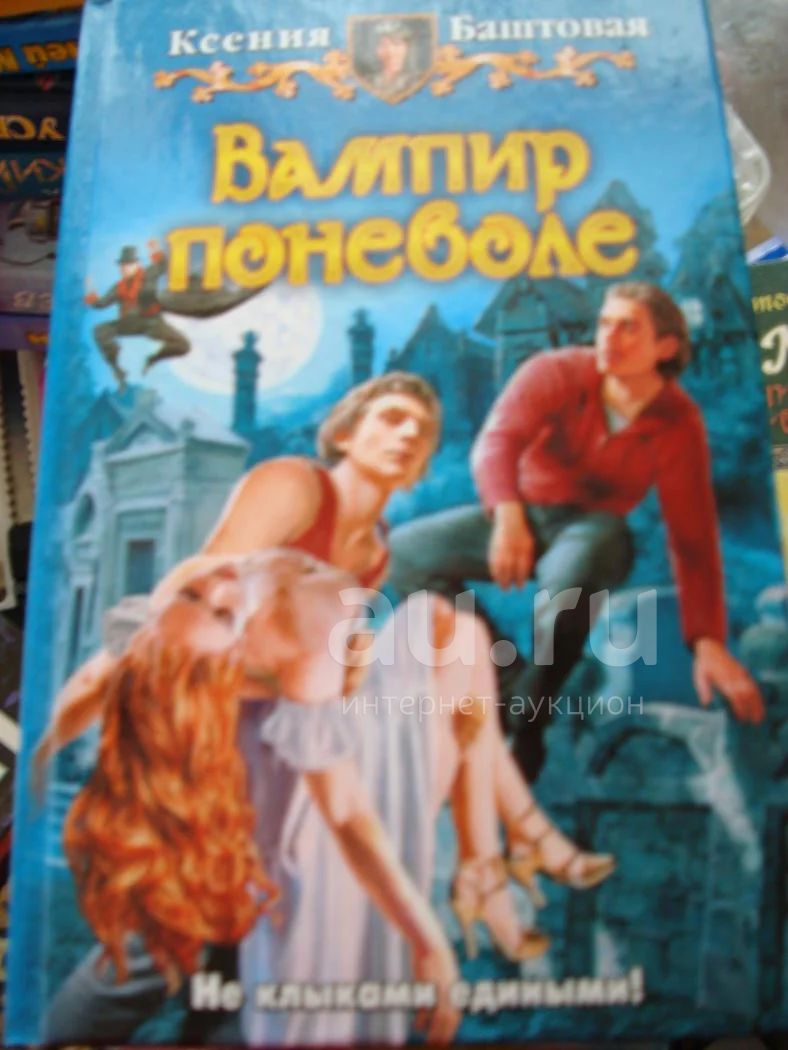 Ксения Баштовая
Вампир
поневоле
au.ru
интернет-аукцион
Не клыками едиными!